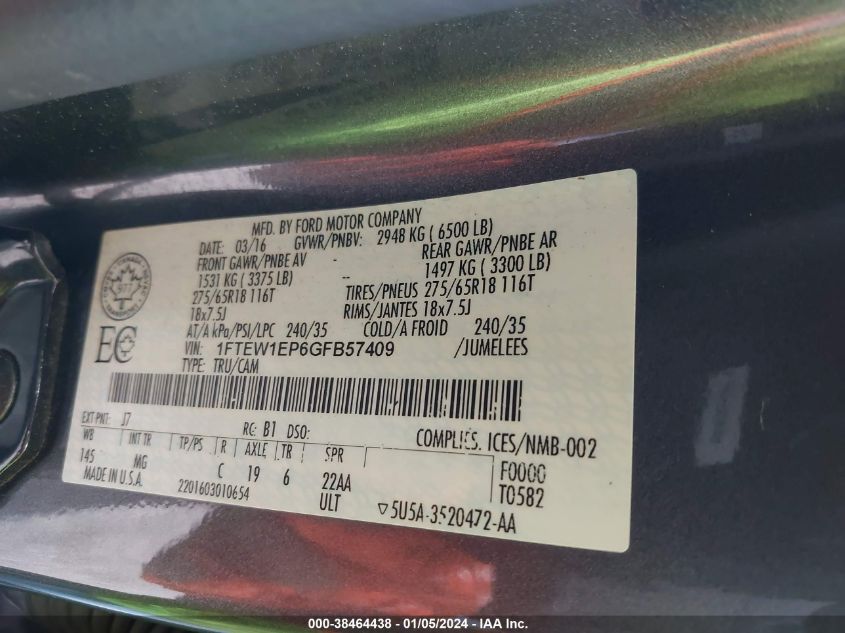 MFD. BY FORD MOTOR COMPANY
DATE: 03/16 GVWR/PNBV: 2948 KG ( 6500 LB)
FRONT GAWR/PNBE AV REAR GAWR/PNBE AR
1531 KG ( 3375 LB) -- 1497 KG ( 3300 LB)
275/65R18 116T TIRES/PNEUS 275/65R18 116T
18x7.5J RIMS/JANTES 18x7.5J
AT/A kPa/PSI/LPC 240/35 COLD/A FROID 240/35
VIN: 1FTEW1EP6GFB57409 /JUMELEES
TYPE: TRU/CAM
EC
EXT PNT: J7 RC: B1 DSO: COMPLIES. ICES/NMB-002
WB INT TR TP/PS R AXLE TR SPR
145 MG C 19 6 22AA F0000
MADE IN U.S.A. 2201603010654 ULT T0582
5U5A-3520472-AA
000-38464438 - 01/05/2024 - IAA Inc.